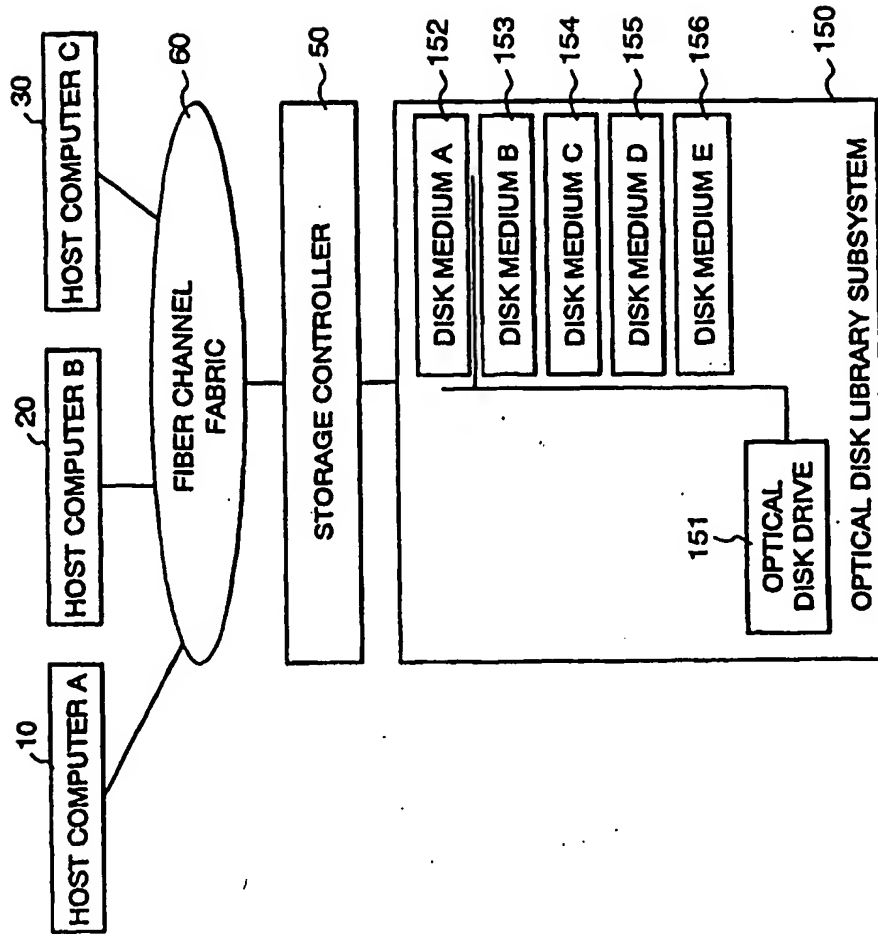 10
HOST COMPUTER A
20
HOST COMPUTER B
30
HOST COMPUTER C
60
FIBER CHANNEL
FABRIC
50
STORAGE CONTROLLER
152
DISK MEDIUM A
153
DISK MEDIUM B
154
DISK MEDIUM C
155
DISK MEDIUM D
156
DISK MEDIUM E
151
OPTICAL
DISK DRIVE
150
OPTICAL DISK LIBRARY SUBSYSTEM